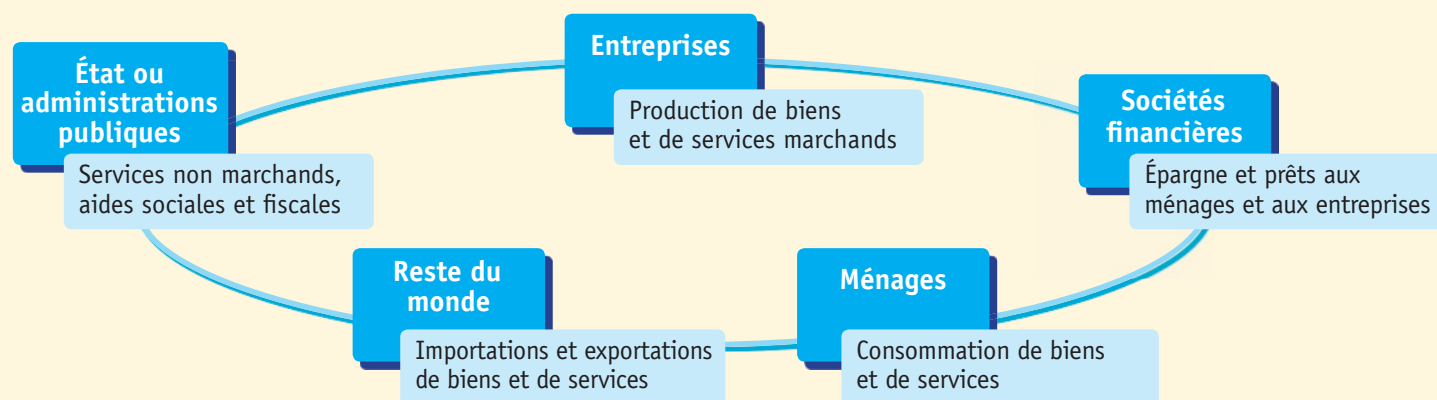 État ou
administrations
publiques
Services non marchands,
aides sociales et fiscales
Entreprises
Production de biens
et de services marchands
Sociétés
financières
Épargne et prêts aux
ménages et aux entreprises
Reste du
monde
Importations et exportations
de biens et de services
Ménages
Consommation de biens
et de services